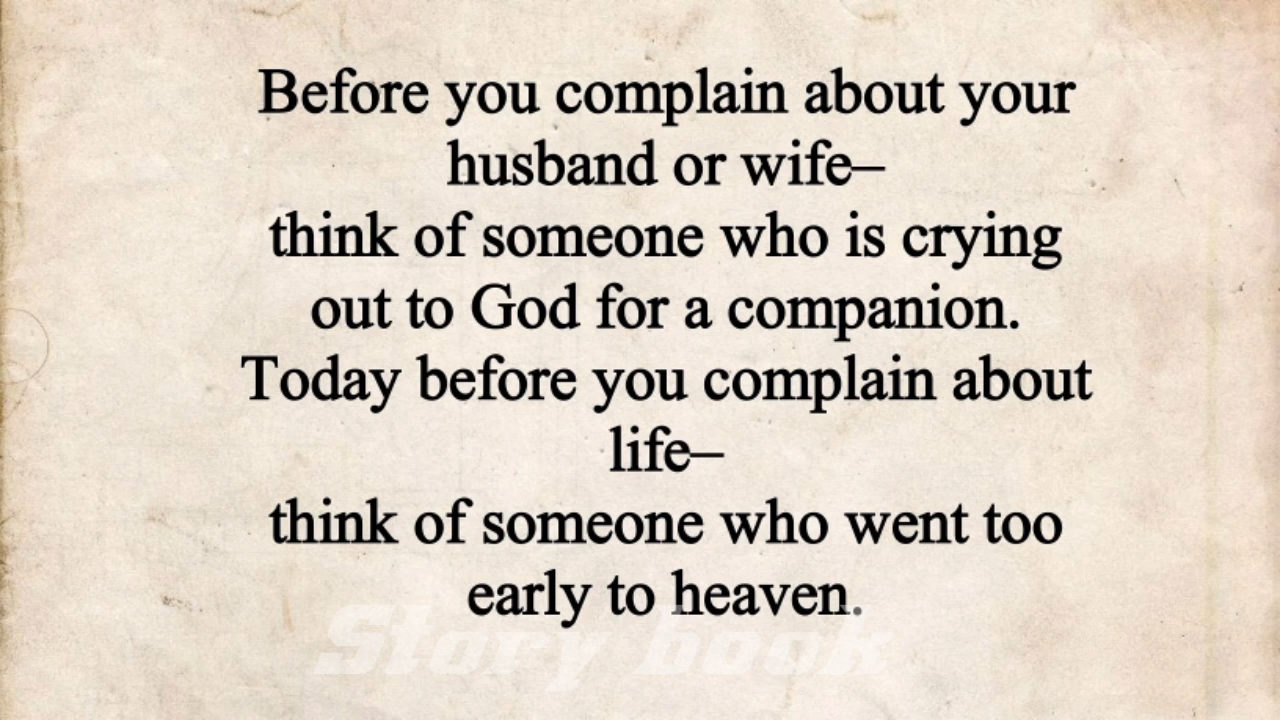 Before you complain about your
husband or wife–
think of someone who is crying
out to God for a companion.
Today before you complain about
life–
think of someone who went too
early to heaven.
Story book